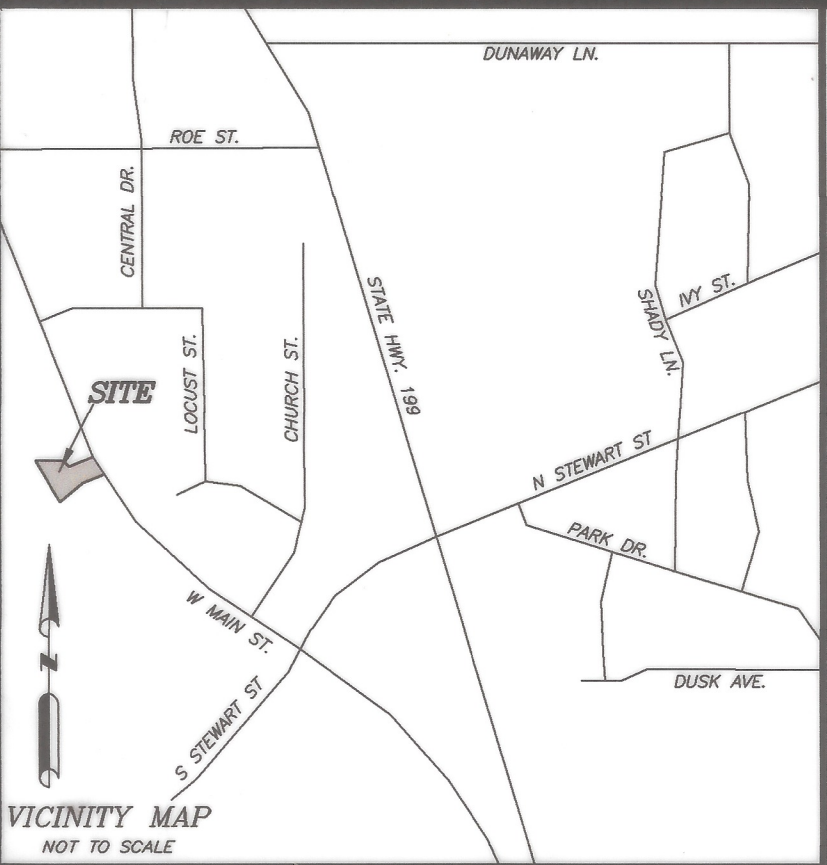 DUNAWAY LN.
ROE ST.
CENTRAL DR.
STATE HWY. 199
SHADY LN.
IVY ST.
LOCUST ST.
CHURCH ST.
SITE
N STEWART ST
PARK DR.
W MAIN ST.
S STEWART ST
DUSK AVE.
N
VICINITY MAP
NOT TO SCALE